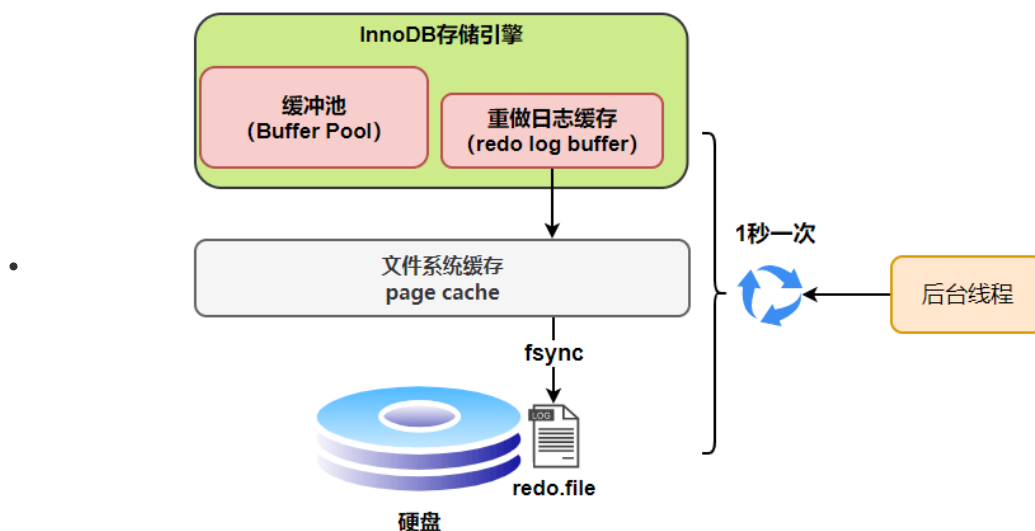 InnoDB存储引擎
缓冲池
（Buffer Pool）
重做日志缓存
（redo log buffer）
1秒一次
文件系统缓存
page cache
后台线程
fsync
LOG
redo.file
硬盘